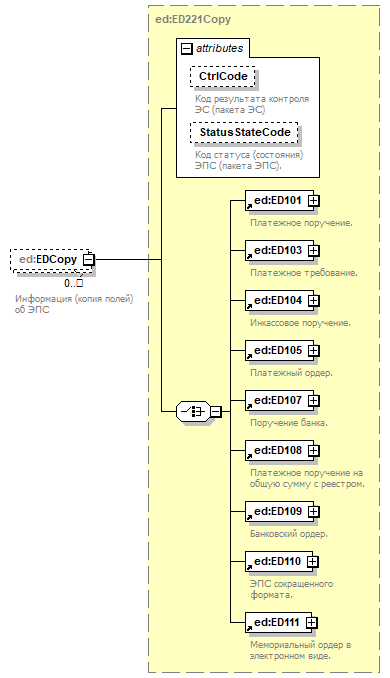 ed:ED221Copy
attributes
CtrlCode
Код результата контроля
ЭС (пакета ЭС)
StatusStateCode
Код статуса (состояния)
ЭПС (пакета ЭПС).
ed:ED101
Платежное поручение.
ed:ED103
Платежное требование.
ed:EDCopy
0..
Информация (копия полей)
об ЭПС
ed:ED104
Инкассовое поручение.
ed:ED105
Платежный ордер.
ed:ED107
Поручение банка.
ed:ED108
Платежное поручение на
общую сумму с реестром.
ed:ED109
Банковский ордер.
ed:ED110
ЭПС сокращенного
формата.
ed:ED111
Мемориальный ордер в
электронном виде.